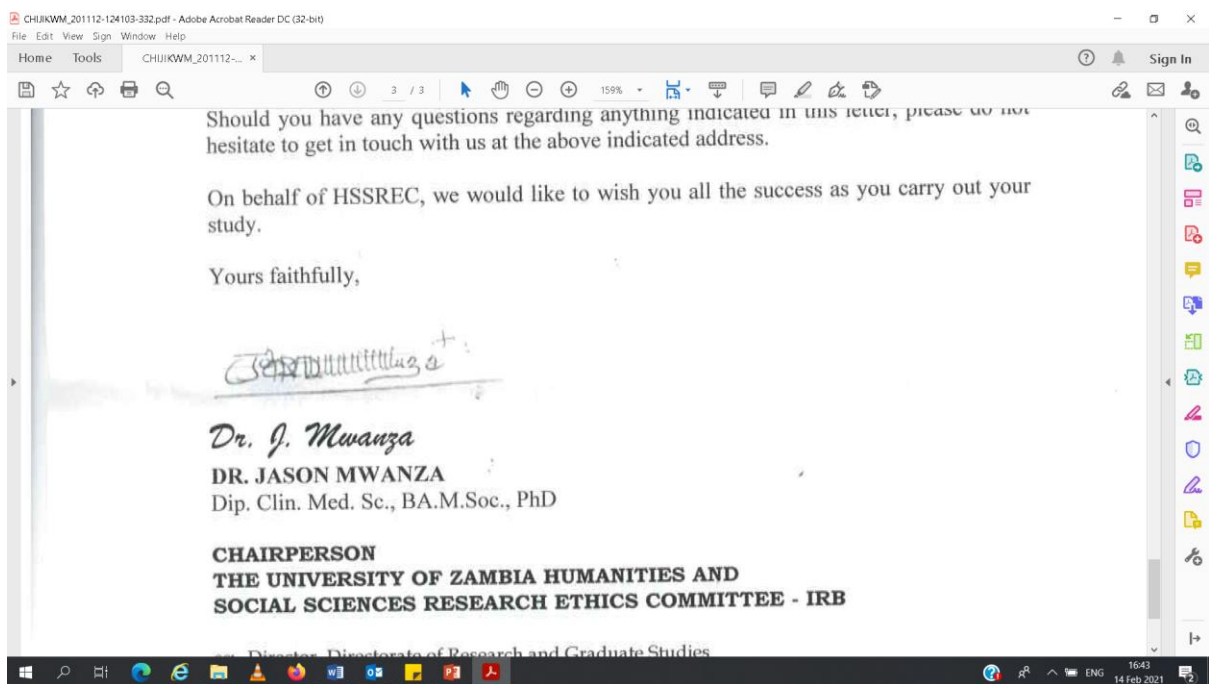 CHIJIKWM_201112-124103-332.pdf - Adobe Acrobat Reader DC (32-bit)
File Edit View Sign Window Help
Home Tools CHIJIKWM_201112-... × Sign In
3 / 3 159%
Should you have any questions regarding anything indicated in this letter, please do not
hesitate to get in touch with us at the above indicated address.
On behalf of HSSREC, we would like to wish you all the success as you carry out your
study.
Yours faithfully,
Dr. J. Mwanza
DR. JASON MWANZA
Dip. Clin. Med. Sc., BA.M.Soc., PhD
CHAIRPERSON
THE UNIVERSITY OF ZAMBIA HUMANITIES AND
SOCIAL SCIENCES RESEARCH ETHICS COMMITTEE - IRB
Director, Directorate of Research and Graduate Studies
ENG 16:43
14 Feb 2021